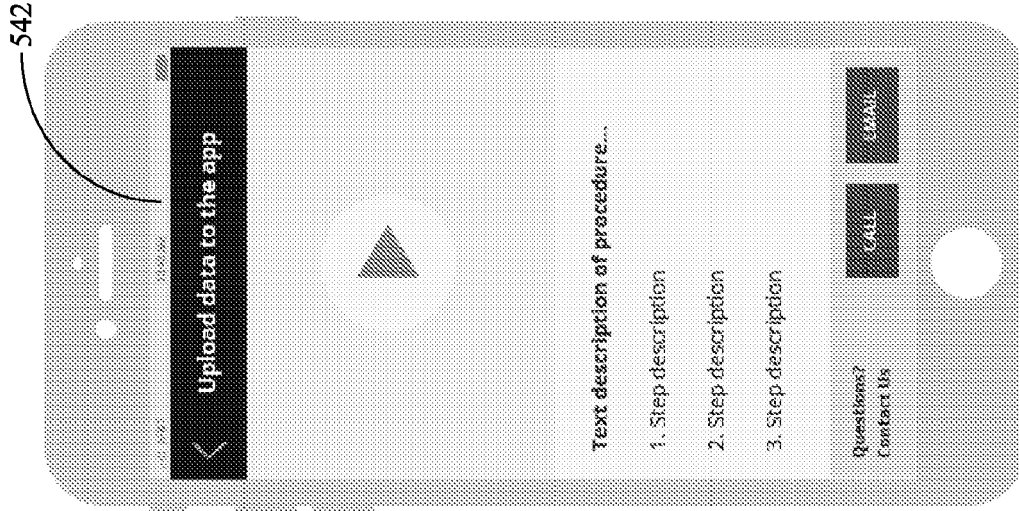 542
Upload data to the app
Text description of procedure...
1. Step description
2. Step description
3. Step description
Questions?
Contact Us
CALL
EMAIL